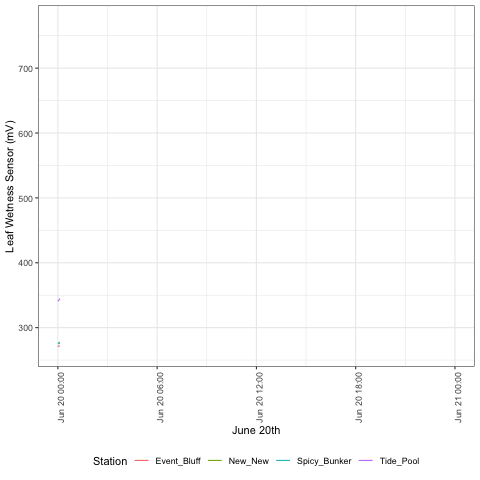 Leaf Wetness Sensor (mV)
700
600
500
400
300
Jun 20 00:00
Jun 20 06:00
Jun 20 12:00
Jun 20 18:00
Jun 21 00:00
June 20th
Station Event_Bluff New_New Spicy_Bunker Tide_Pool